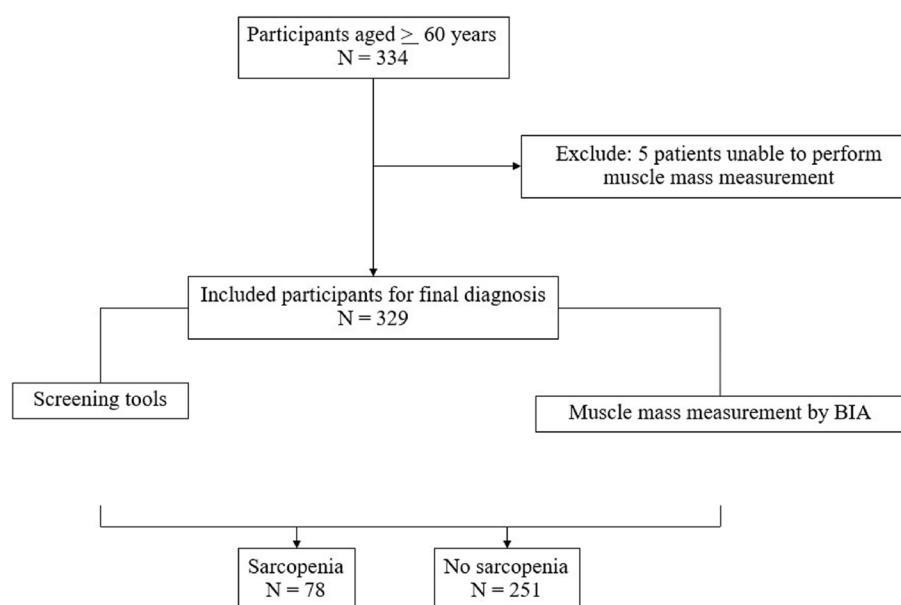 Participants aged ≥ 60 years
N = 334
Exclude: 5 patients unable to perform
muscle mass measurement
Included participants for final diagnosis
N = 329
Screening tools
Muscle mass measurement by BIA
Sarcopenia
N = 78
No sarcopenia
N = 251